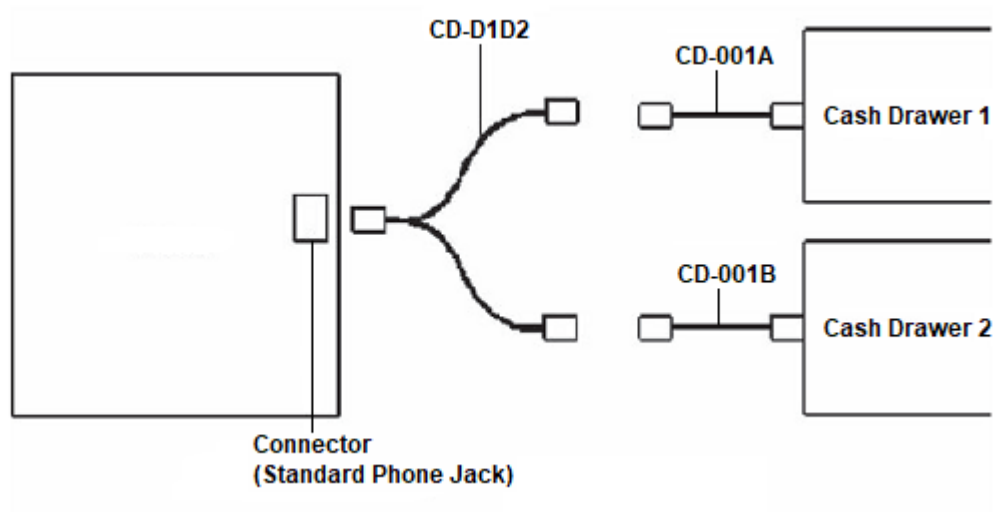 CD-D1D2
CD-001A
Cash Drawer 1
CD-001B
Cash Drawer 2
Connector
(Standard Phone Jack)